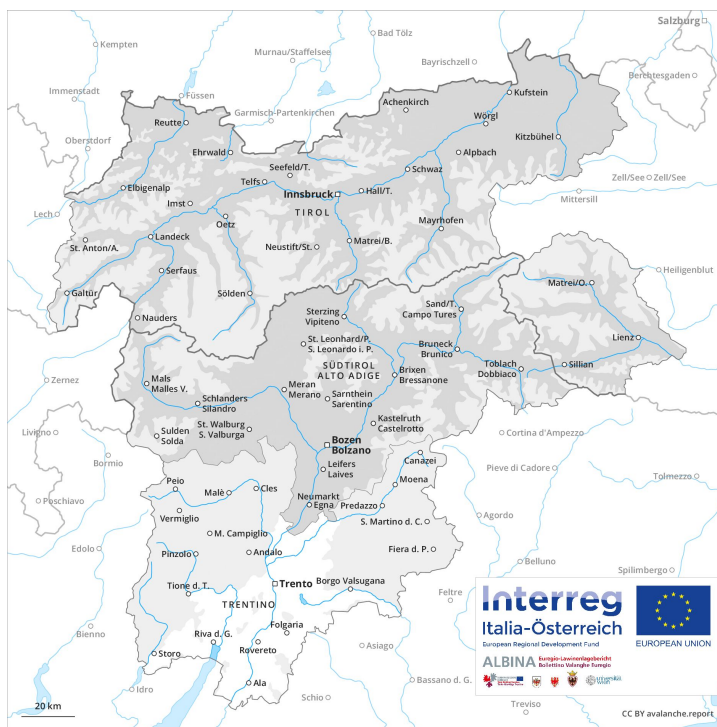 Salzburg
Kempten
Bad Tölz
Murnau/Staffelsee
Bayrischzell
Berchtesgaden
Immenstadt
Füssen
Kufstein
Achenkirch
Garmisch-Partenkirchen
Reutte
Wörgl
Oberstdorf
Ehrwald
Kitzbühel
Alpbach
Seefeld/T.
Schwaz
Telfs
Zell/See
Zell/See
Elbigenalp
Innsbruck
Hall/T.
Mittersill
Imst
TIROL
Lech
Oetz
Mayrhofen
Landeck
St. Anton/A.
Neustift/St.
Matrei/B.
Serfaus
Heiligenblut
Matrei/O.
Galtür
Sölden
Sand/T.
Campo Tures
Nauders
Sterzing
Vipiteno
Lienz
St. Leonhard/P.
S. Leonardo i. P.
Bruneck
Brunico
Toblach
Dobbiaco
Sillian
SÜDTIROL
ALTO ADIGE
Brixen
Bressanone
Zernez
Mals
Malles V.
Meran
Merano
Sarnthein
Sarentino
Schlanders
Silandro
Kastelruth
Castelrotto
St. Walburg
S. Valburga
Sulden
Solda
Livigno
Cortina d'Ampezzo
Bozen
Bolzano
Bormio
Canazei
Leifers
Laives
Pieve di Cadore
Tolmezzo
Moena
Peio
Malè
Cles
Poschiavo
Neumarkt
Egna
Predazzo
Vermiglio
S. Martino d. C.
Agordo
M. Campiglio
Edolo
Pinzolo
Andalo
Fiera d. P.
Belluno
Spilimbergo
Trento
Borgo Valsugana
Tione d. T.
Feltre
TRENTINO
Interreg
Italia-Österreich
European Regional Development Fund
EUROPEAN UNION
Folgaria
Bienno
Riva d. G.
Rovereto
Asiago
Storo
ALBINA
Euregio-Lawinenlagebericht
Bollettino Valanghe Euregio
Ala
Idro
Bassano d. G.
Schio
universität
wien
Treviso
20 km
CC BY avalanche.report